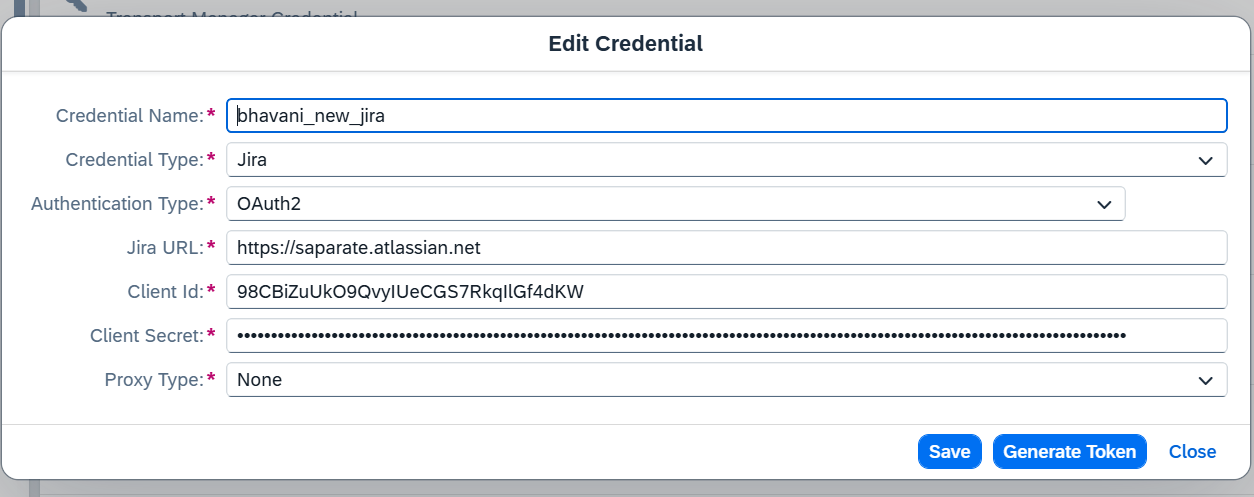 Transport Manager Credential
Edit Credential
Credential Name:* bhavani_new_jira
Credential Type:* Jira
Authentication Type:* OAuth2
Jira URL:* https://saparate.atlassian.net
Client Id:* 98CBiZuUkO9QvyIUeCGS7RkqIlGf4dKW
Client Secret:* ••••••••••••••••••••••••••••••••••••••••••••••••••••••••••••••••••••••••••••••••••••••••••••••••••••••••••••••••••••••••••••••••
Proxy Type:* None
Save Generate Token Close